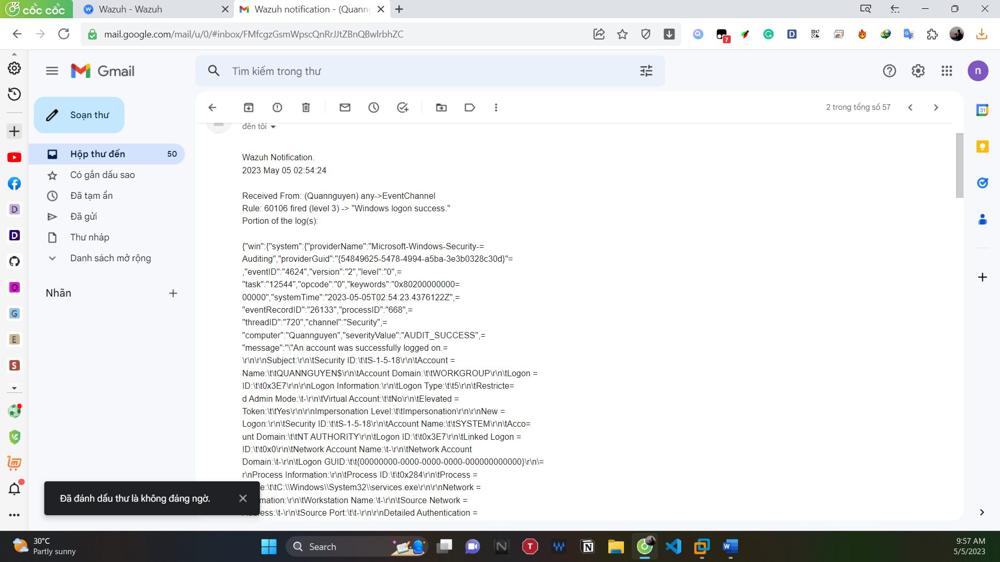 cốc cốc
Wazuh - Wazuh
Wazuh notification - (Quanng
mail.google.com/mail/u/0/#inbox/FMfcgzGsmWpscQnRrJJtZBnQBwlrbhZC
7
Gmail
Tìm kiếm trong thư
n
Soạn thư
2 trong tổng số 57
31
đến tôi
Hộp thư đến 50
Có gắn dấu sao
Đã tạm ẩn
Đã gửi
Thư nháp
Danh sách mở rộng
Nhãn
D
D
O
G
E
S
Wazuh Notification.
2023 May 05 02:54:24
Received From: (Quannguyen) any->EventChannel
Rule: 60106 fired (level 3) -> "Windows logon success."
Portion of the log(s):
{"win":{"system":{"providerName":"Microsoft-Windows-Security-=
Auditing","providerGuid":"{54849625-5478-4994-a5ba-3e3b0328c30d}"=
,"eventID":"4624","version":"2","level":"0",=
"task":"12544","opcode":"0","keywords":"0x80200000000=
00000","systemTime":"2023-05-05T02:54:23.4376122Z",=
"eventRecordID":"26133","processID":"668",=
"threadID":"720","channel":"Security",=
"computer":"Quannguyen","severityValue":"AUDIT_SUCCESS",=
"message":"\"An account was successfully logged on.=
\r\n\r\nSubject:\r\n\tSecurity ID:\t\tS-1-5-18\r\n\tAccount =
Name:\t\tQUANNGUYEN$\r\n\tAccount Domain:\t\tWORKGROUP\r\n\tLogon =
ID:\t\t0x3E7\r\n\r\nLogon Information:\r\n\tLogon Type:\t\t5\r\n\tRestricte=
d Admin Mode:\t-\r\n\tVirtual Account:\t\tNo\r\n\tElevated =
Token:\t\tYes\r\n\r\nImpersonation Level:\t\tImpersonation\r\n\r\nNew =
Logon:\r\n\tSecurity ID:\t\tS-1-5-18\r\n\tAccount Name:\t\tSYSTEM\r\n\tAcco=
unt Domain:\t\tNT AUTHORITY\r\n\tLogon ID:\t\t0x3E7\r\n\tLinked Logon =
ID:\t\t0x0\r\n\tNetwork Account Name:\t-\r\n\tNetwork Account
Domain:\t-\r\n\tLogon GUID:\t\t{00000000-0000-0000-0000-000000000000}\r\n\=
r\nProcess Information:\r\n\tProcess ID:\t\t0x284\r\n\tProcess =
e:\t\tC:\\Windows\\System32\\services.exe\r\n\r\nNetwork =
mation:\r\n\tWorkstation Name:\t-\r\n\tSource Network =
ress:\t-\r\n\tSource Port:\t\t-\r\n\r\nDetailed Authentication =
Đã đánh dấu thư là không đáng ngờ.
30°C
Partly sunny
Search
9:57 AM
5/5/2023